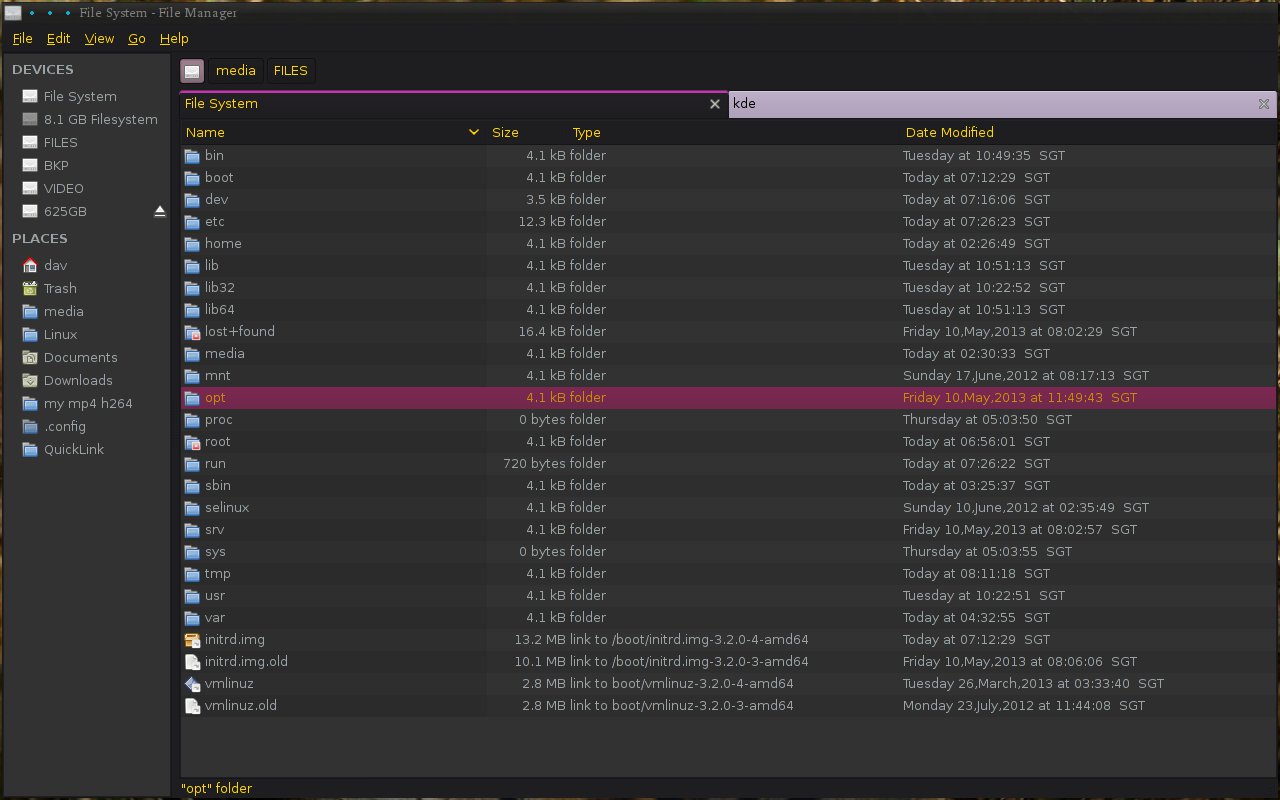 File System - File Manager
File Edit View Go Help
DEVICES
File System
8.1 GB Filesystem
FILES
BKP
VIDEO
625GB
PLACES
dav
Trash
media
Linux
Documents
Downloads
my mp4 h264
.config
QuickLink
media FILES
File System kde
Name Size Type Date Modified
bin 4.1 kB folder Tuesday at 10:49:35 SGT
boot 4.1 kB folder Today at 07:12:29 SGT
dev 3.5 kB folder Today at 07:16:06 SGT
etc 12.3 kB folder Today at 07:26:23 SGT
home 4.1 kB folder Today at 02:26:49 SGT
lib 4.1 kB folder Tuesday at 10:51:13 SGT
lib32 4.1 kB folder Tuesday at 10:22:52 SGT
lib64 4.1 kB folder Tuesday at 10:51:13 SGT
lost+found 16.4 kB folder Friday 10,May,2013 at 08:02:29 SGT
media 4.1 kB folder Today at 02:30:33 SGT
mnt 4.1 kB folder Sunday 17,June,2012 at 08:17:13 SGT
opt 4.1 kB folder Friday 10,May,2013 at 11:49:43 SGT
proc 0 bytes folder Thursday at 05:03:50 SGT
root 4.1 kB folder Today at 06:56:01 SGT
run 720 bytes folder Today at 07:26:22 SGT
sbin 4.1 kB folder Today at 03:25:37 SGT
selinux 4.1 kB folder Sunday 10,June,2012 at 02:35:49 SGT
srv 4.1 kB folder Friday 10,May,2013 at 08:02:57 SGT
sys 0 bytes folder Thursday at 05:03:55 SGT
tmp 4.1 kB folder Today at 08:11:18 SGT
usr 4.1 kB folder Tuesday at 10:22:51 SGT
var 4.1 kB folder Today at 04:32:55 SGT
initrd.img 13.2 MB link to /boot/initrd.img-3.2.0-4-amd64 Today at 07:12:29 SGT
initrd.img.old 10.1 MB link to /boot/initrd.img-3.2.0-3-amd64 Friday 10,May,2013 at 08:06:06 SGT
vmlinuz 2.8 MB link to boot/vmlinuz-3.2.0-4-amd64 Tuesday 26,March,2013 at 03:33:40 SGT
vmlinuz.old 2.8 MB link to boot/vmlinuz-3.2.0-3-amd64 Monday 23,July,2012 at 11:44:08 SGT
"opt" folder